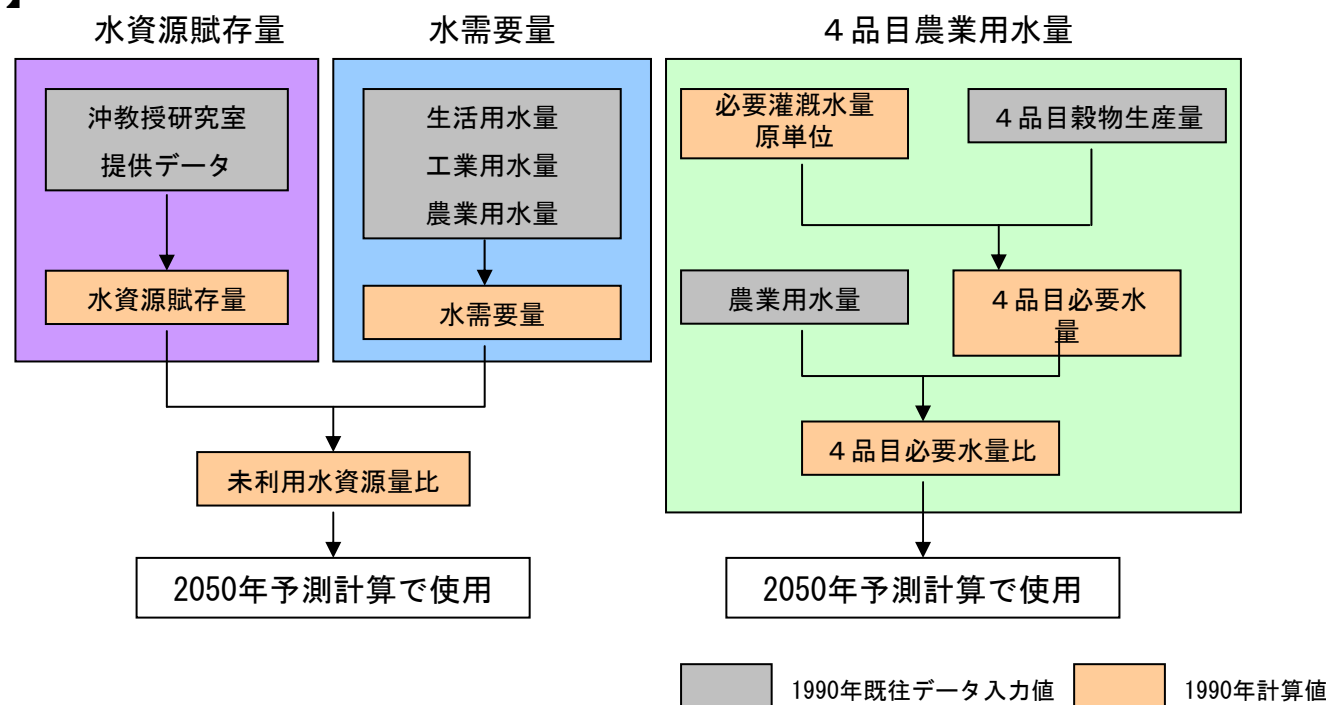 】
水資源賦存量
水需要量
４品目農業用水量
沖教授研究室
提供データ
水資源賦存量
生活用水量
工業用水量
農業用水量
水需要量
未利用水資源量比
2050年予測計算で使用
必要灌漑水量
原単位
４品目穀物生産量
農業用水量
４品目必要水
量
４品目必要水量比
2050年予測計算で使用
1990年既往データ入力値
1990年計算値